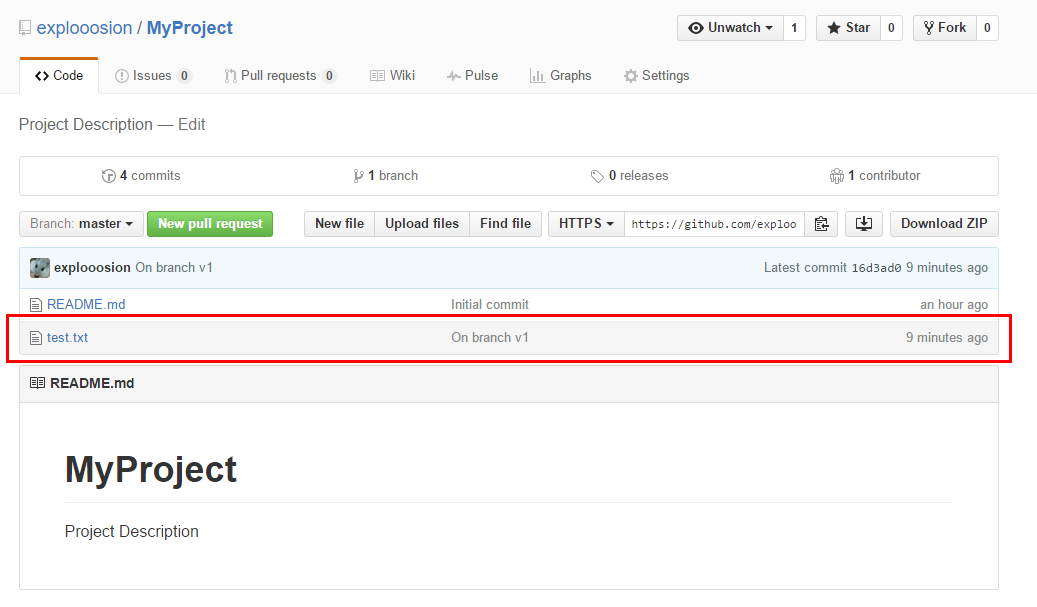 explooosion / MyProject
Unwatch 1 Star 0 Fork 0
Code Issues 0 Pull requests 0 Wiki Pulse Graphs Settings
Project Description — Edit
4 commits 1 branch 0 releases 1 contributor
Branch: master New pull request New file Upload files Find file HTTPS https://github.com/exploo Download ZIP
explooosion On branch v1 Latest commit 16d3ad0 9 minutes ago
README.md Initial commit an hour ago
test.txt On branch v1 9 minutes ago
README.md
MyProject
Project Description